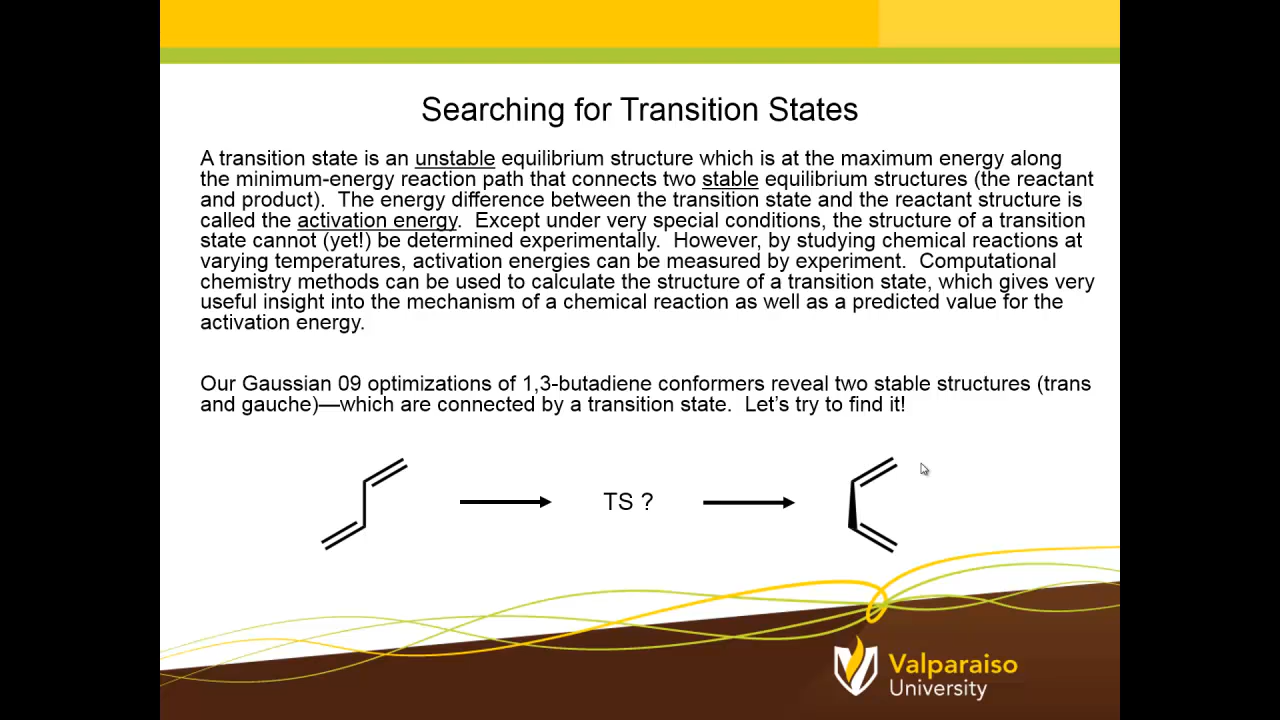 Searching for Transition States
A transition state is an unstable equilibrium structure which is at the maximum energy along
the minimum-energy reaction path that connects two stable equilibrium structures (the reactant
and product).  The energy difference between the transition state and the reactant structure is
called the activation energy.  Except under very special conditions, the structure of a transition
state cannot (yet!) be determined experimentally.  However, by studying chemical reactions at
varying temperatures, activation energies can be measured by experiment.  Computational
chemistry methods can be used to calculate the structure of a transition state, which gives very
useful insight into the mechanism of a chemical reaction as well as a predicted value for the
activation energy.
Our Gaussian 09 optimizations of 1,3-butadiene conformers reveal two stable structures (trans
and gauche)—which are connected by a transition state.  Let's try to find it!
TS ?
Valparaiso
University